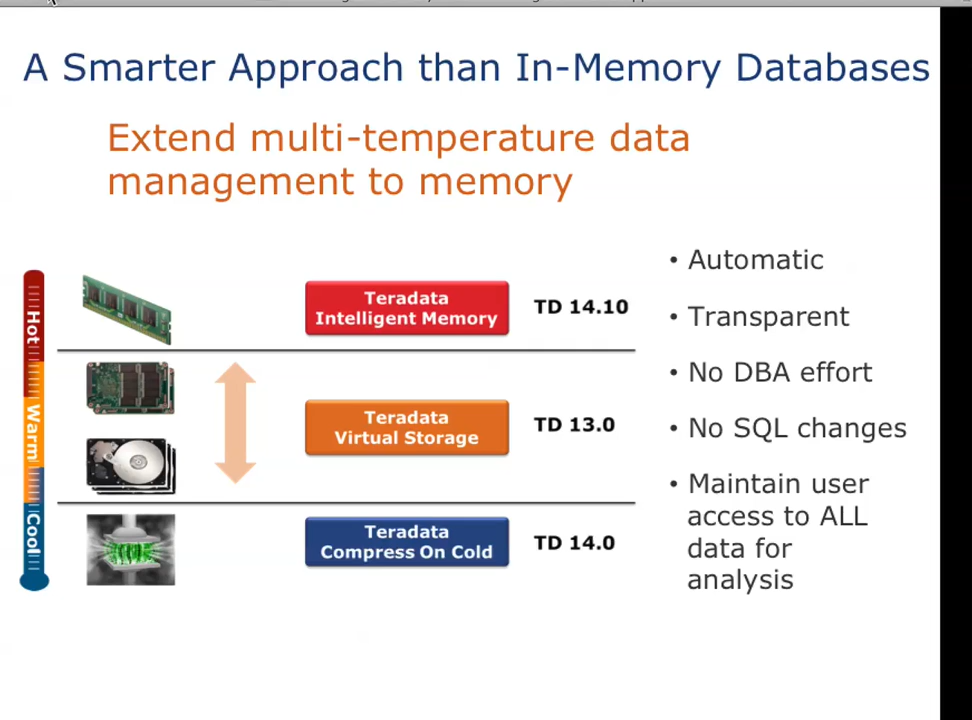 A Smarter Approach than In-Memory Databases
Extend multi-temperature data
management to memory
Hot
Warm
Cool
Teradata
Intelligent Memory
TD 14.10
Teradata
Virtual Storage
TD 13.0
Teradata
Compress On Cold
TD 14.0
• Automatic
• Transparent
• No DBA effort
• No SQL changes
• Maintain user
access to ALL
data for
analysis